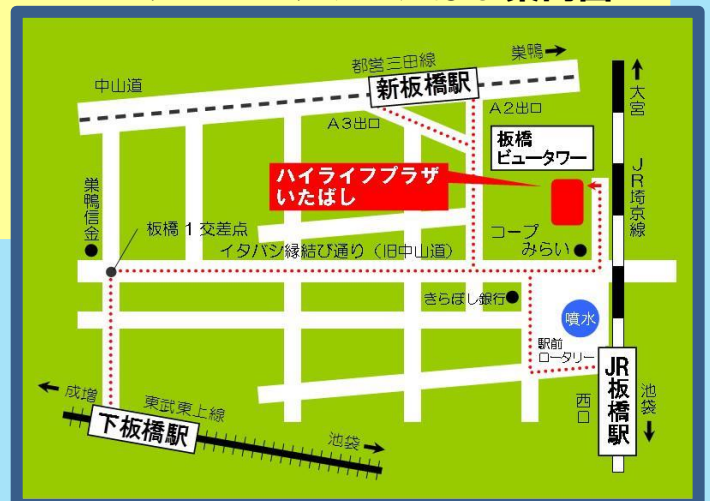 案内図
都営三田線
巣鴨→
中山道
新板橋駅
A3出口
A2出口
大宮
板橋
ビュータワー
JR埼京線
ハイライフプラザ
いたばし
巣鴨信金
板橋1交差点
イタバシ縁結び通り（旧中山道）
コープ
みらい
きらぼし銀行
噴水
駅前
ロータリー
JR板橋駅
西口
池袋
←成増
東武東上線
下板橋駅
池袋→